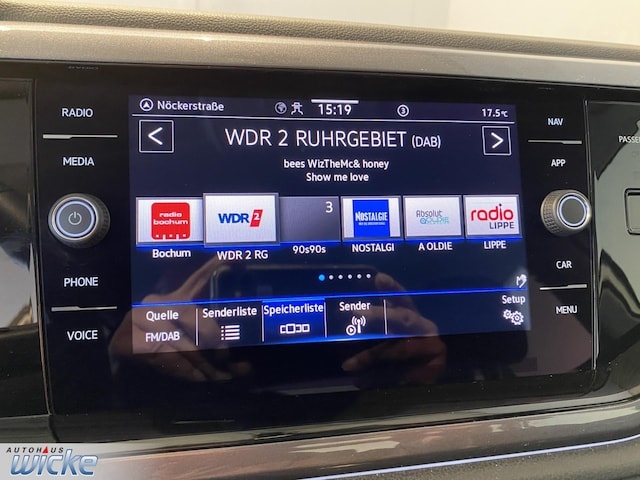 RADIO
MEDIA
PHONE
VOICE
Nöckerstraße
15:19
3
17.5°C
<
WDR 2 RUHRGEBIET (DAB)
>
bees WizTheMc& honey
Show me love
radio bochum
WDR 2
3
NOSTALGIE
Absolut
radio LIPPE
Bochum
WDR 2 RG
90s90s
NOSTALGI
A OLDIE
LIPPE
Quelle
FM/DAB
Senderliste
Speicherliste
Sender
Setup
NAV
APP
CAR
MENU
AUTOHAUS
WICKE